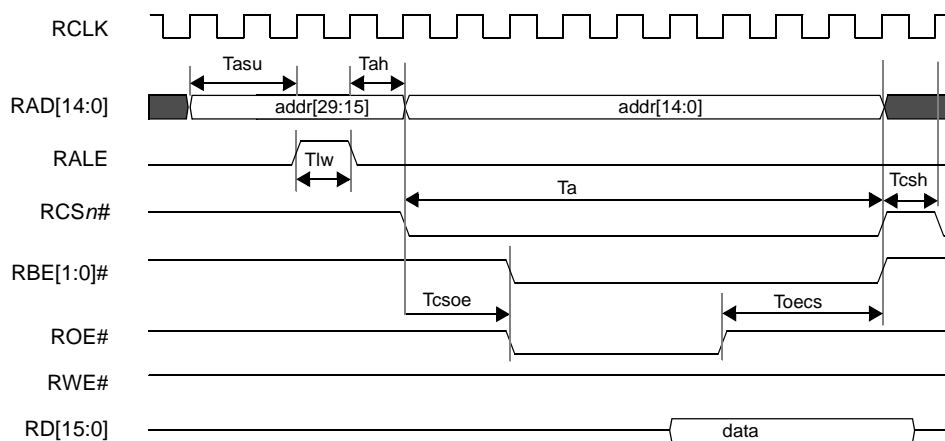 RCLK
Tasu Tah
RAD[14:0] addr[29:15] addr[14:0]
RALE Tlw
Ta Tcsh
RCSn#
RBE[1:0]#
Tcsoe Toecs
ROE#
RWE#
RD[15:0] data